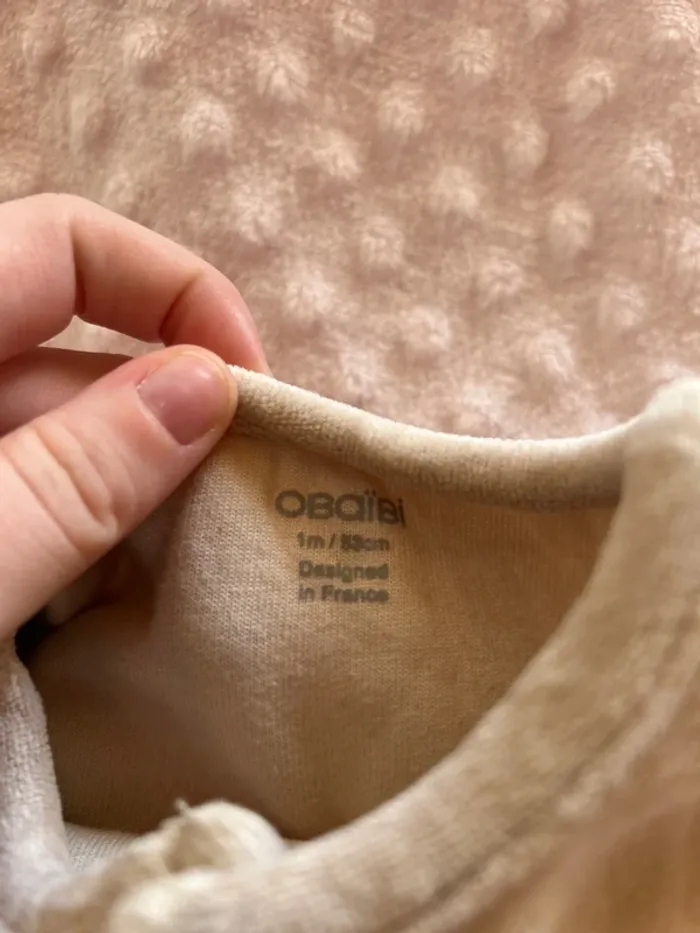 OBaïBi
1m / 53cm
Designed
in France